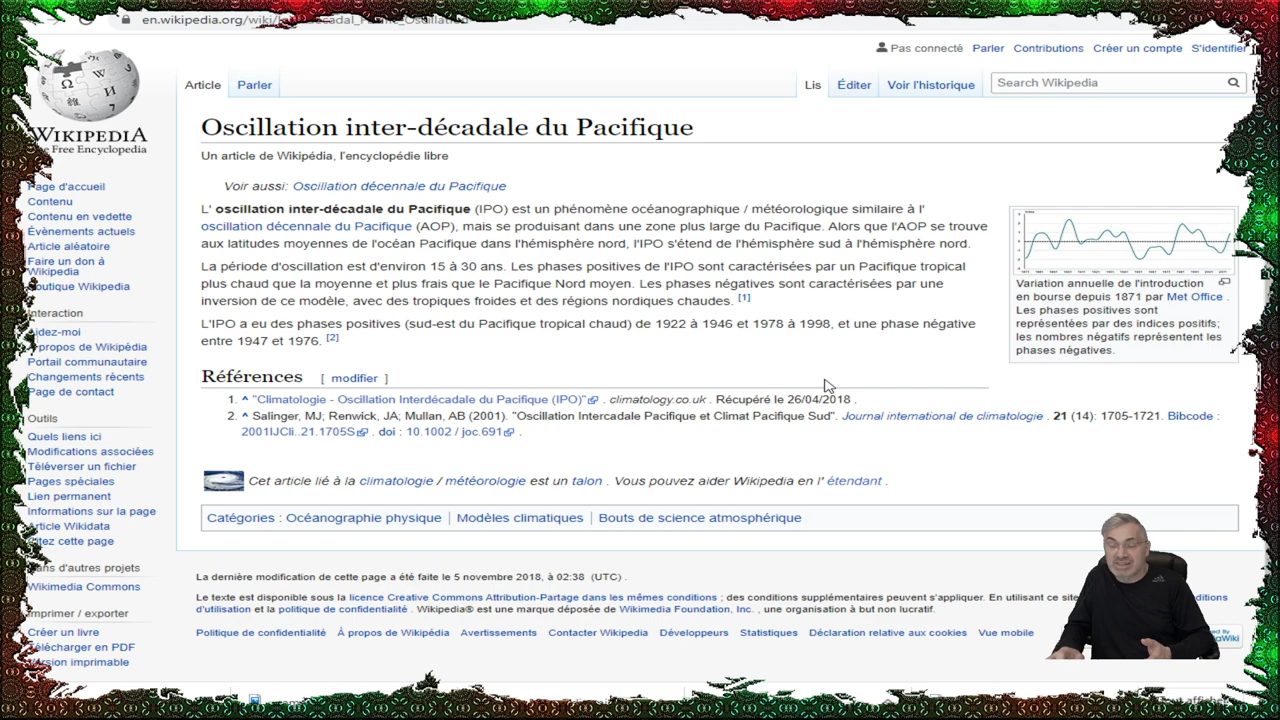 en.wikipedia.org/wiki/
Pas connecté Parler Contributions Créer un compte S'identifier
Article Parler Lis Éditer Voir l'historique Search Wikipedia
WIKIPEDIA
Free Encyclopedia
Oscillation inter-décadale du Pacifique
Un article de Wikipédia, l'encyclopédie libre
Voir aussi: Oscillation décennale du Pacifique
L' oscillation inter-décadale du Pacifique (IPO) est un phénomène océanographique / météorologique similaire à l'
oscillation décennale du Pacifique (AOP), mais se produisant dans une zone plus large du Pacifique. Alors que l'AOP se trouve
aux latitudes moyennes de l'océan Pacifique dans l'hémisphère nord, l'IPO s'étend de l'hémisphère sud à l'hémisphère nord.
La période d'oscillation est d'environ 15 à 30 ans. Les phases positives de l'IPO sont caractérisées par un Pacifique tropical
plus chaud que la moyenne et plus frais que le Pacifique Nord moyen. Les phases négatives sont caractérisées par une
inversion de ce modèle, avec des tropiques froides et des régions nordiques chaudes. [1]
L'IPO a eu des phases positives (sud-est du Pacifique tropical chaud) de 1922 à 1946 et 1978 à 1998, et une phase négative
entre 1947 et 1976. [2]
Variation annuelle de l'introduction
en bourse depuis 1871 par Met Office .
Les phases positives sont
représentées par des indices positifs;
les nombres négatifs représentent les
phases négatives.
Références [ modifier ]
1. ^ "Climatologie - Oscillation Interdécadale du Pacifique (IPO)" . climatology.co.uk . Récupéré le 26/04/2018 .
2. ^ Salinger, MJ; Renwick, JA; Mullan, AB (2001). "Oscillation Intercadale Pacifique et Climat Pacifique Sud". Journal international de climatologie . 21 (14): 1705-1721. Bibcode :
2001IJCli..21.1705S . doi : 10.1002 / joc.691 .
Cet article lié à la climatologie / météorologie est un talon . Vous pouvez aider Wikipedia en l' étendant .
Catégories : Océanographie physique | Modèles climatiques | Bouts de science atmosphérique
La dernière modification de cette page a été faite le 5 novembre 2018, à 02:38 (UTC) .
Le texte est disponible sous la licence Creative Commons Attribution-Partage dans les mêmes conditions ; des conditions supplémentaires peuvent s'appliquer. En utilisant ce site
d'utilisation et la politique de confidentialité . Wikipedia® est une marque déposée de Wikimedia Foundation, Inc. , une organisation à but non lucratif.
Politique de confidentialité À propos de Wikipédia Avertissements Contacter Wikipedia Développeurs Statistiques Déclaration relative aux cookies Vue mobile
Page d'accueil
Contenu
Contenu en vedette
Évènements actuels
Article aléatoire
Faire un don à
Wikipedia
Boutique Wikipedia
Interaction
Aidez-moi
À propos de Wikipédia
Portail communautaire
Changements récents
Page de contact
Outils
Quels liens ici
Modifications associées
Téléverser un fichier
Pages spéciales
Lien permanent
Informations sur la page
Article Wikidata
Citez cette page
Dans d'autres projets
Wikimedia Commons
Imprimer / exporter
Créer un livre
Télécharger en PDF
Version imprimable